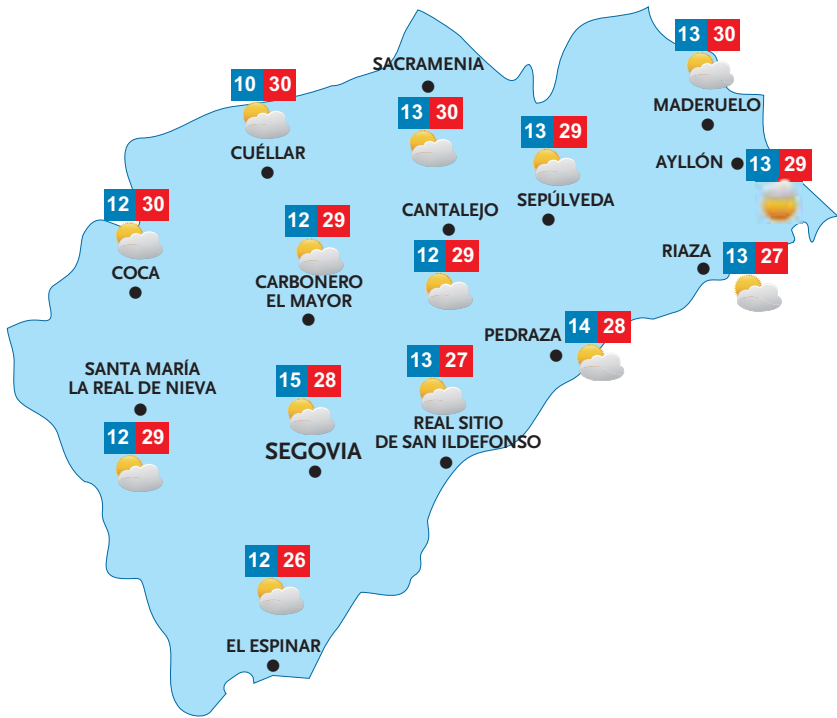 13 30
MADERUELO
SACRAMENIA
13 30
10 30
CUÉLLAR
13 29
SEPÚLVEDA
AYLLÓN
13 29
12 30
COCA
12 29
CARBONERO
EL MAYOR
CANTALEJO
12 29
RIAZA
13 27
PEDRAZA
14 28
SANTA MARÍA
LA REAL DE NIEVA
12 29
15 28
SEGOVIA
13 27
REAL SITIO
DE SAN ILDEFONSO
12 26
EL ESPINAR